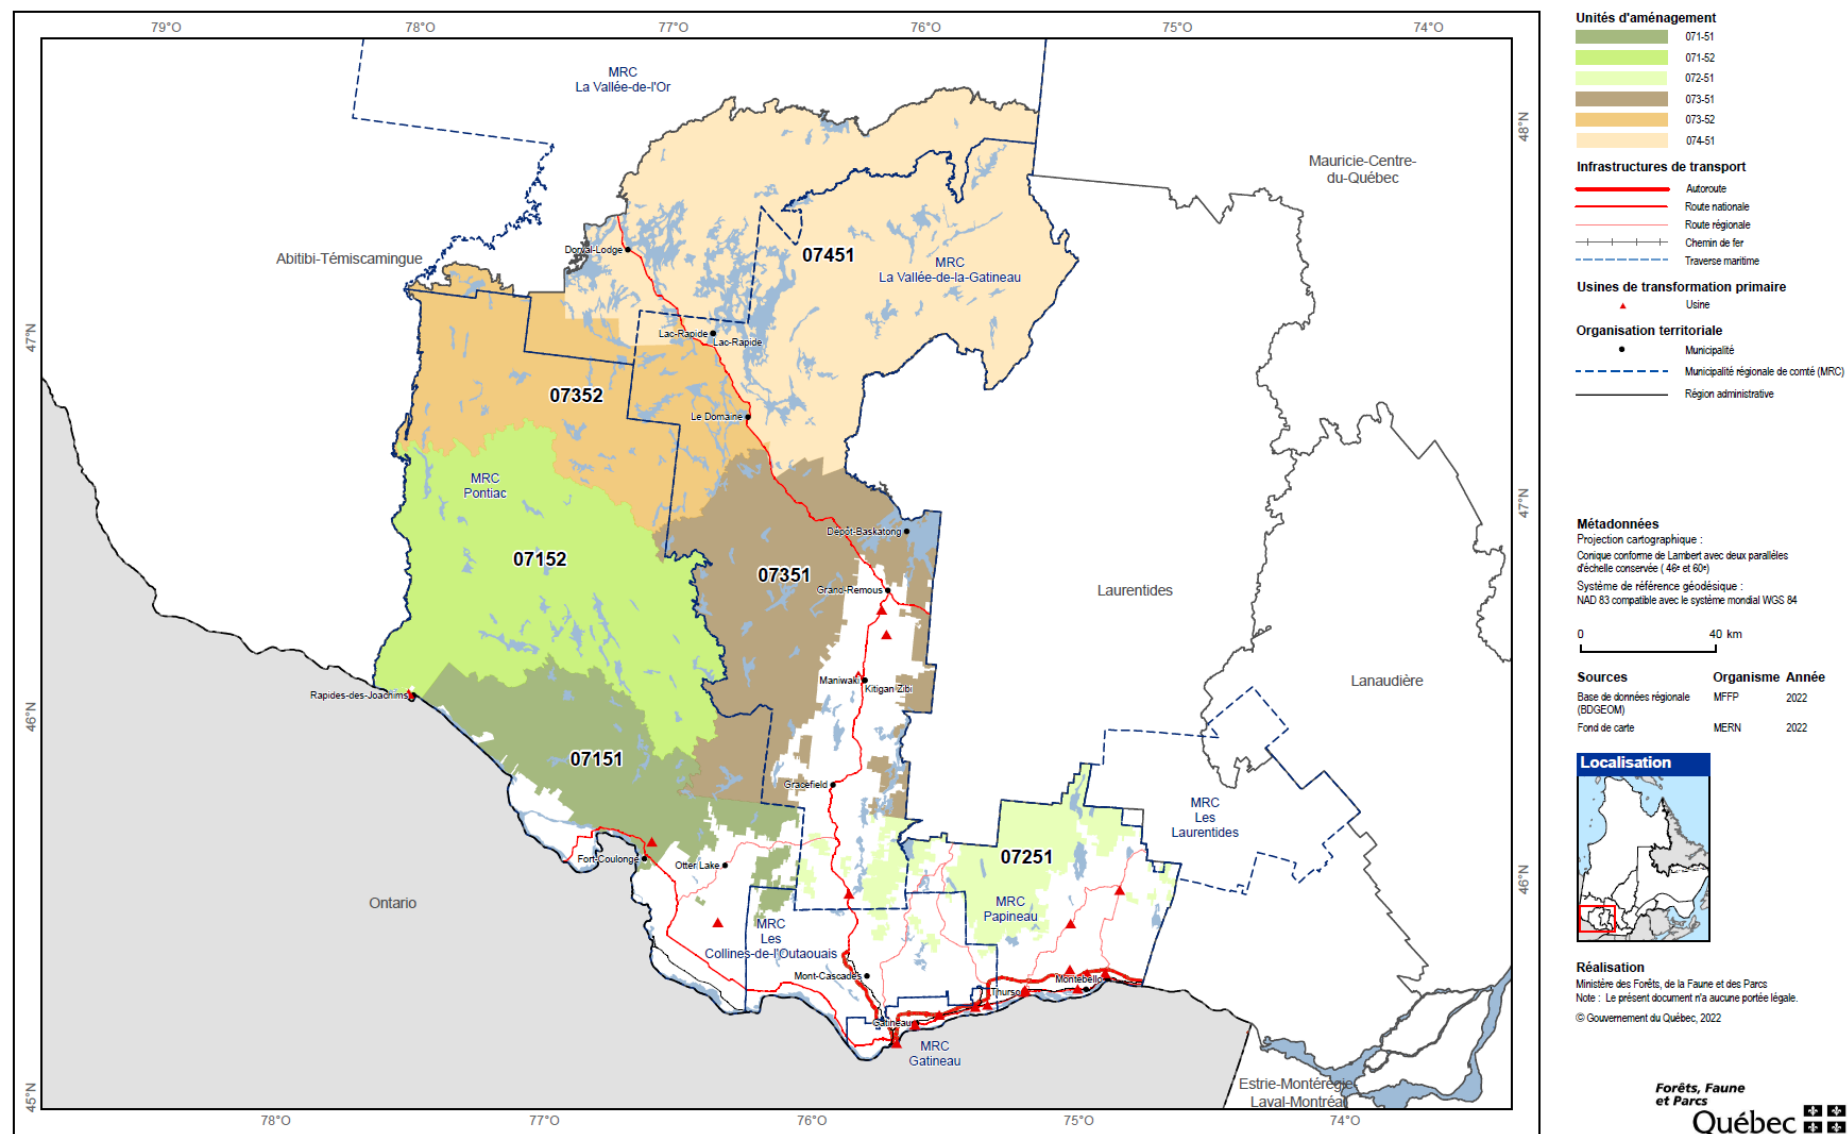 79°O
78°O
77°O
76°O
75°O
74°O
48°N
47°N
46°N
47°N
46°N
45°N
78°O
77°O
76°O
75°O
74°O
MRC
La Vallée-de-l'Or
Mauricie-Centre-
du-Québec
Abitibi-Témiscamingue
Dorval-Lodge
07451
MRC
La Vallée-de-la-Gatineau
Lac-Rapide
Lac-Rapide
07352
Le Domaine
MRC
Pontiac
Dépôt-Baskatong
07152
07351
Grand-Remous
Laurentides
Maniwaki
Kitigan Zibi
Lanaudière
Rapides-des-Joachims
07151
Gracefield
MRC
Les
Laurentides
Fort-Coulonge
Otter Lake
07251
Ontario
MRC
Papineau
MRC
Les
Collines-de-l'Outaouais
Mont-Cascades
Montebello
Thurso
Gatineau
MRC
Gatineau
Estrie-Montérégie-
Laval-Montréal
Unités d'aménagement
071-51
071-52
072-51
073-51
073-52
074-51
Infrastructures de transport
Autoroute
Route nationale
Route régionale
Chemin de fer
Traverse maritime
Usines de transformation primaire
Usine
Organisation territoriale
Municipalité
Municipalité régionale de comté (MRC)
Région administrative
Métadonnées
Projection cartographique :
Conique conforme de Lambert avec deux parallèles
d'échelle conservée ( 46e et 60e)
Système de référence géodésique :
NAD 83 compatible avec le système mondial WGS 84
0 40 km
Sources Organisme Année
Base de données régionale MFFP 2022
(BDGEOM)
Fond de carte MERN 2022
Localisation
Réalisation
Ministère des Forêts, de la Faune et des Parcs
Note : Le présent document n'a aucune portée légale.
© Gouvernement du Québec, 2022
Forêts, Faune
et Parcs
Québec